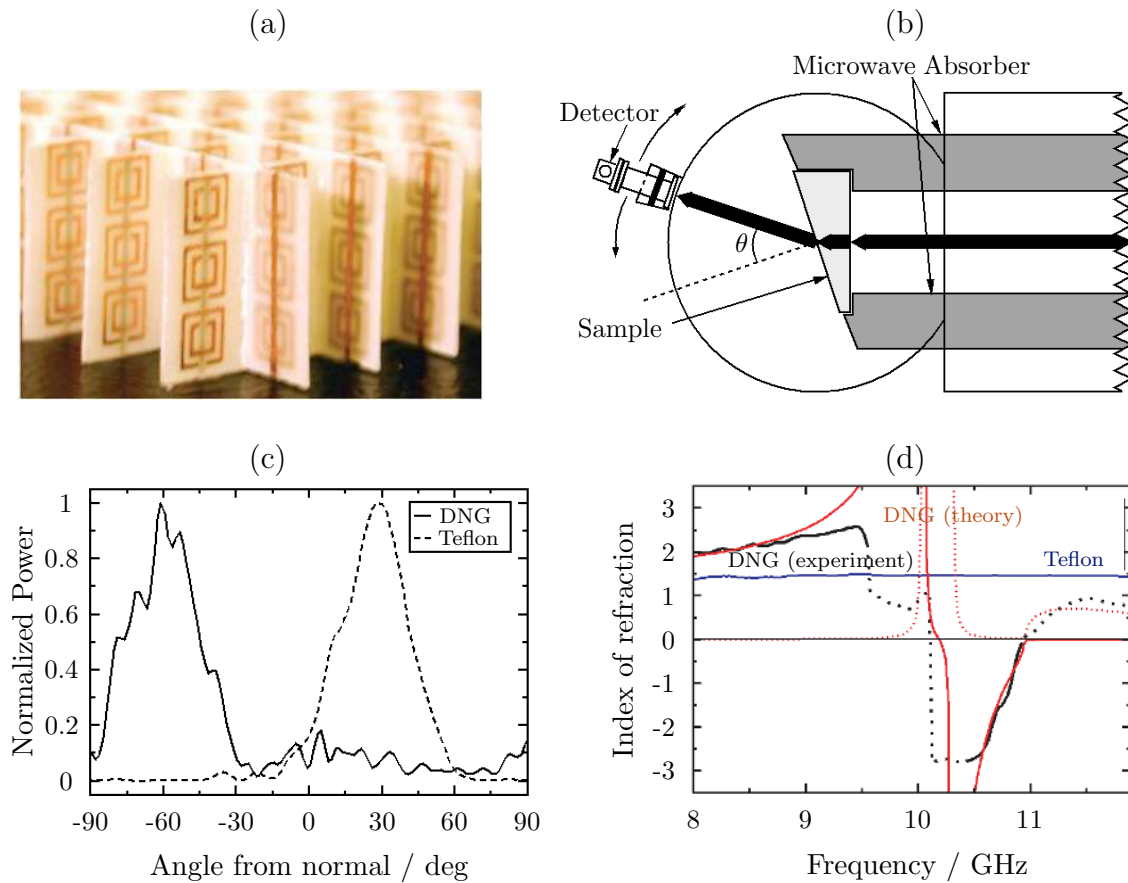 (a)
(b)
Microwave Absorber
Detector
θ
Sample
(c)
(d)
1
0.8
0.6
0.4
0.2
0
-90
-60
-30
0
30
60
90
Normalized Power
Angle from normal / deg
DNG
Teflon
3
2
1
0
-1
-2
-3
8
9
10
11
Index of refraction
Frequency / GHz
DNG (theory)
DNG (experiment)
Teflon